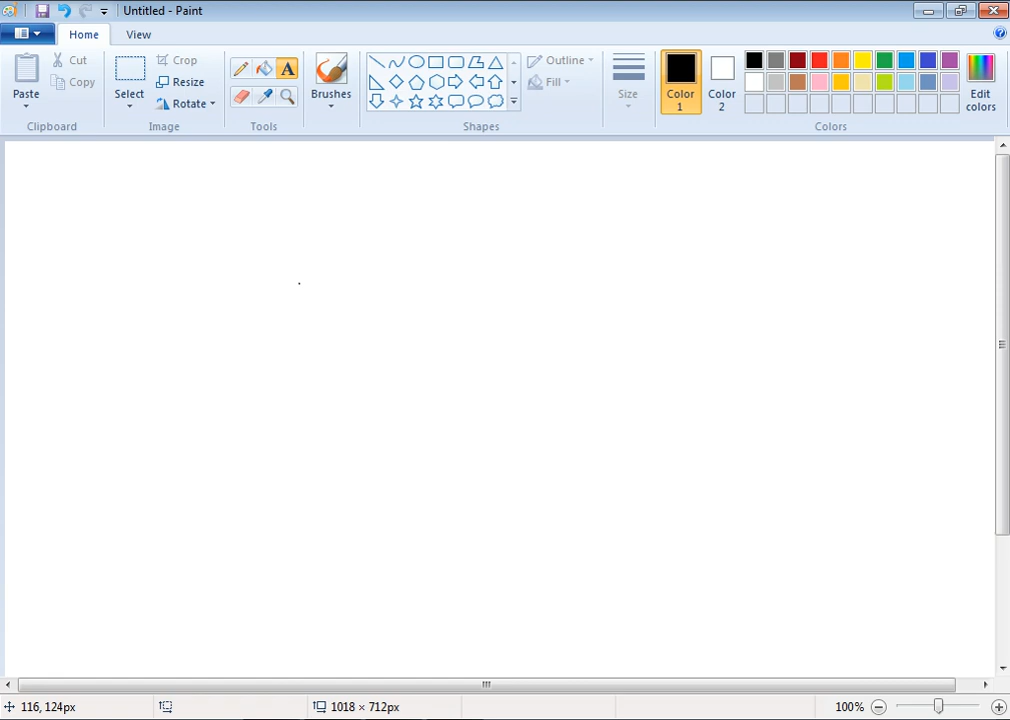 Untitled - Paint
Home View
Paste
Cut
Copy
Clipboard
Select
Crop
Resize
Rotate
Image
A
Tools
Brushes
Shapes
Outline
Fill
Size
Color 1
Color 2
Edit colors
Colors
116, 124px
1018 × 712px
100%